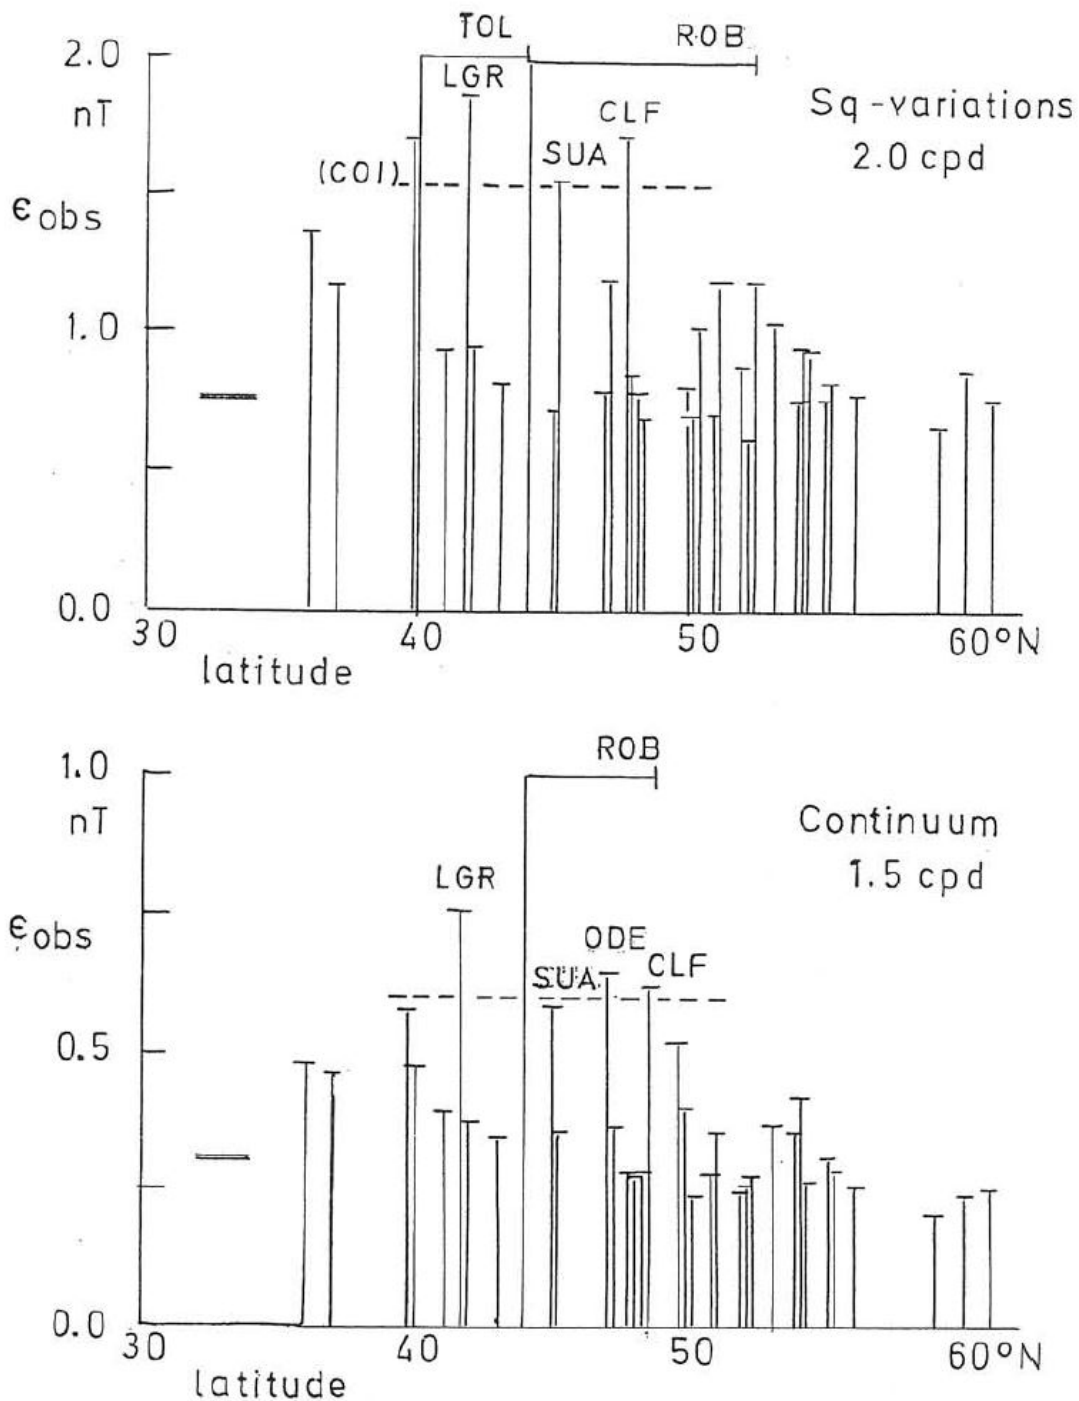 2.0
nT
TOL
ROB
LGR
CLF
Sq-variations
2.0 cpd
(COI)
SUA
εobs
1.0
0.0
30
40
50
60°N
latitude
1.0
nT
ROB
Continuum
1.5 cpd
LGR
εobs
ODE
SUA
CLF
0.5
0.0
30
40
50
60°N
latitude